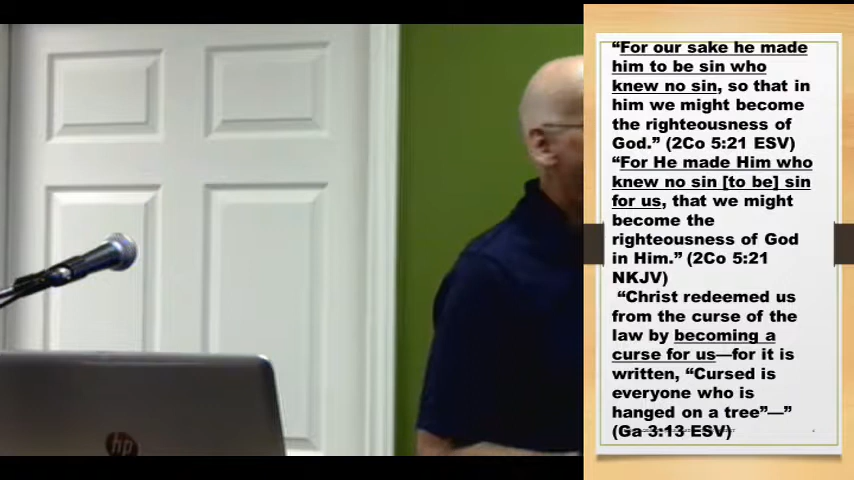 “For our sake he made
him to be sin who
knew no sin, so that in
him we might become
the righteousness of
God.” (2Co 5:21 ESV)
“For He made Him who
knew no sin [to be] sin
for us, that we might
become the
righteousness of God
in Him.” (2Co 5:21
NKJV)
“Christ redeemed us
from the curse of the
law by becoming a
curse for us—for it is
written, “Cursed is
everyone who is
hanged on a tree”—”
(Ga 3:13 ESV)
hp